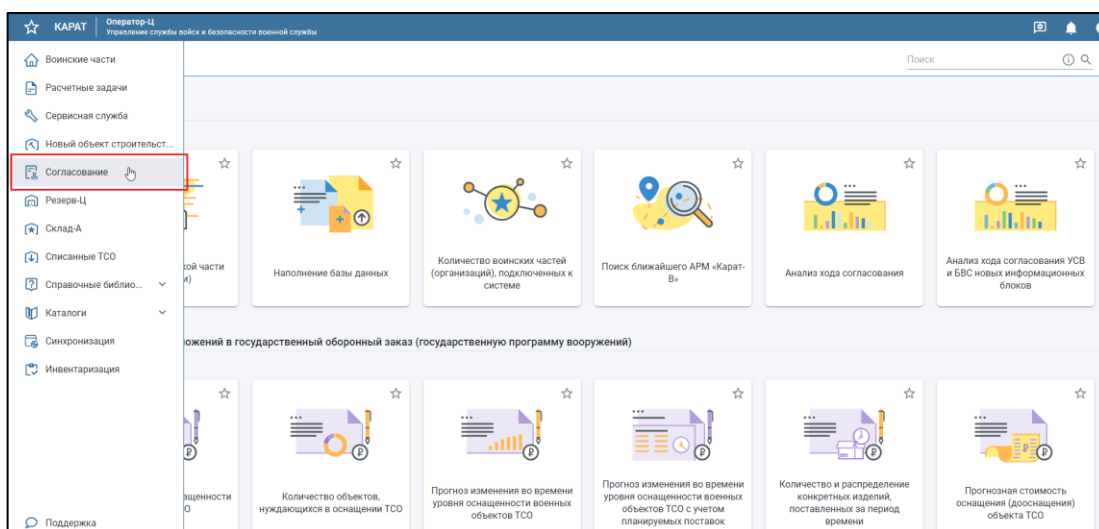 КАРАТ
Оператор-Ц
Управление службы войск и безопасности военной службы
Воинские части
Поиск
Расчетные задачи
Сервисная служба
Новый объект строительст...
Согласование
Резерв-Ц
Склад-А
Списанные ТСО
Справочные библио...
Каталоги
Синхронизация
Инвентаризация
Поддержка
кой части
и)
Наполнение базы данных
Количество воинских частей
(организаций), подключенных к
системе
Поиск ближайшего АРМ «Карат-
В»
Анализ хода согласования
Анализ хода согласования УСВ
и БВС новых информационных
блоков
ожений в государственный оборонный заказ (государственную программу вооружений)
ащенности
О
Количество объектов,
нуждающихся в оснащении ТСО
Прогноз изменения во времени
уровня оснащенности военных
объектов ТСО
Прогноз изменения во времени
уровня оснащенности военных
объектов ТСО с учетом
планируемых поставок
Количество и распределение
конкретных изделий,
поставленных за период
времени
Прогнозная стоимость
оснащения (дооснащения)
объекта ТСО